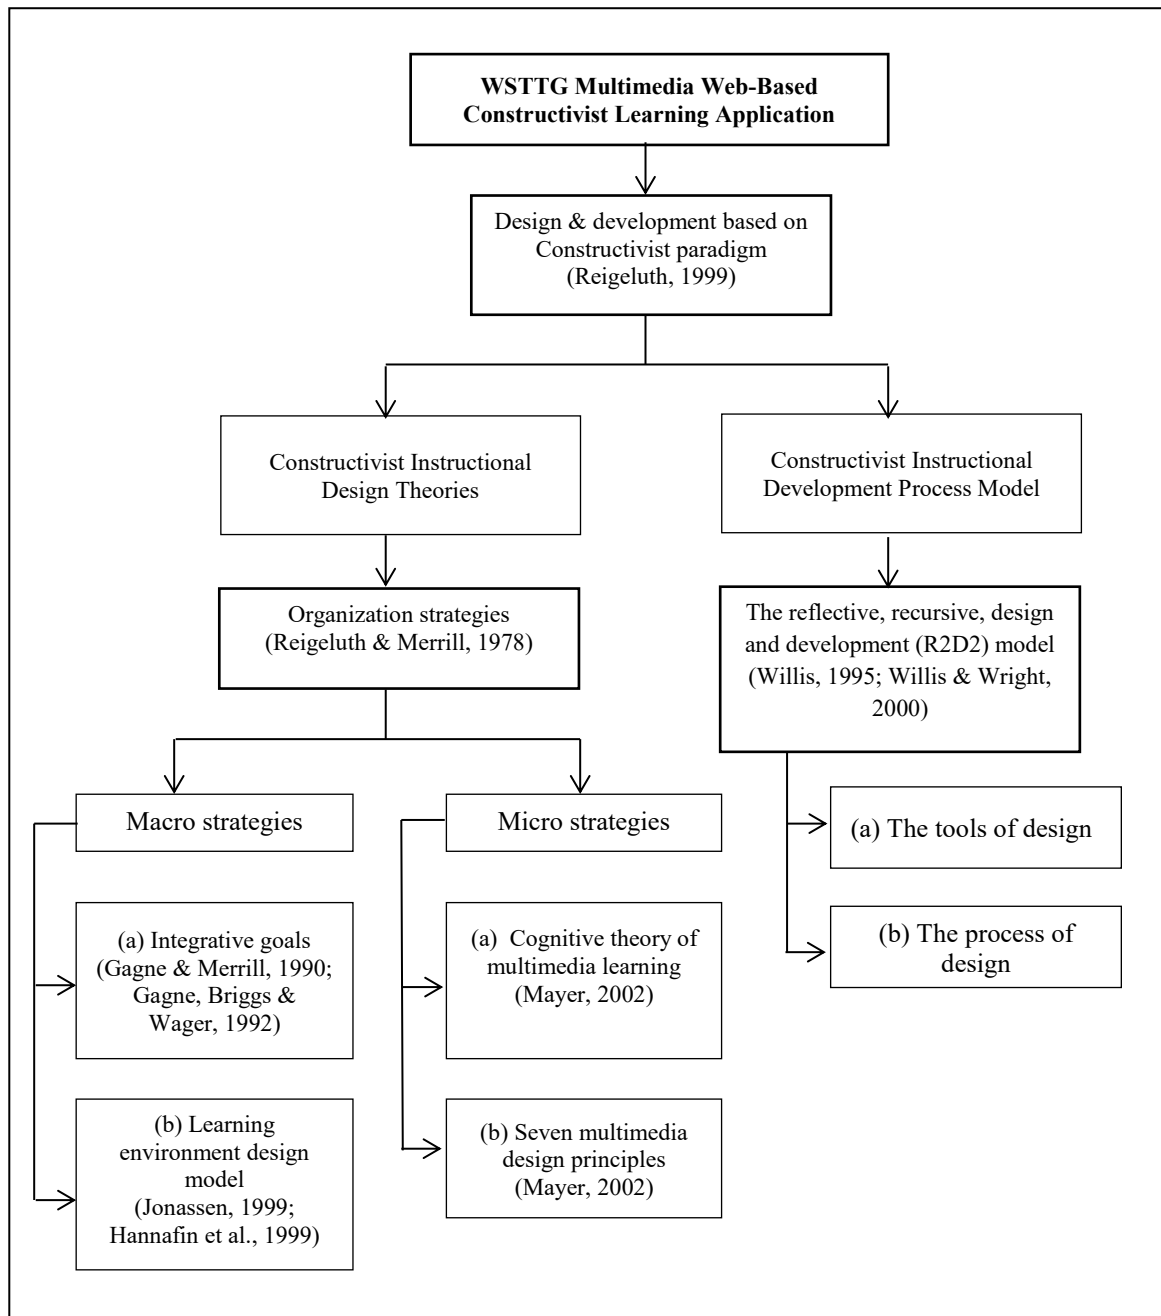 WSTTG Multimedia Web-Based
Constructivist Learning Application
Design & development based on
Constructivist paradigm
(Reigeluth, 1999)
Constructivist Instructional
Design Theories
Constructivist Instructional
Development Process Model
Organization strategies
(Reigeluth & Merrill, 1978)
The reflective, recursive, design
and development (R2D2) model
(Willis, 1995; Willis & Wright,
2000)
Macro strategies
Micro strategies
(a) The tools of design
(b) The process of
design
(a) Integrative goals
(Gagne & Merrill, 1990;
Gagne, Briggs &
Wager, 1992)
(a) Cognitive theory of
multimedia learning
(Mayer, 2002)
(b) Learning
environment design
model
(Jonassen, 1999;
Hannafin et al., 1999)
(b) Seven multimedia
design principles
(Mayer, 2002)